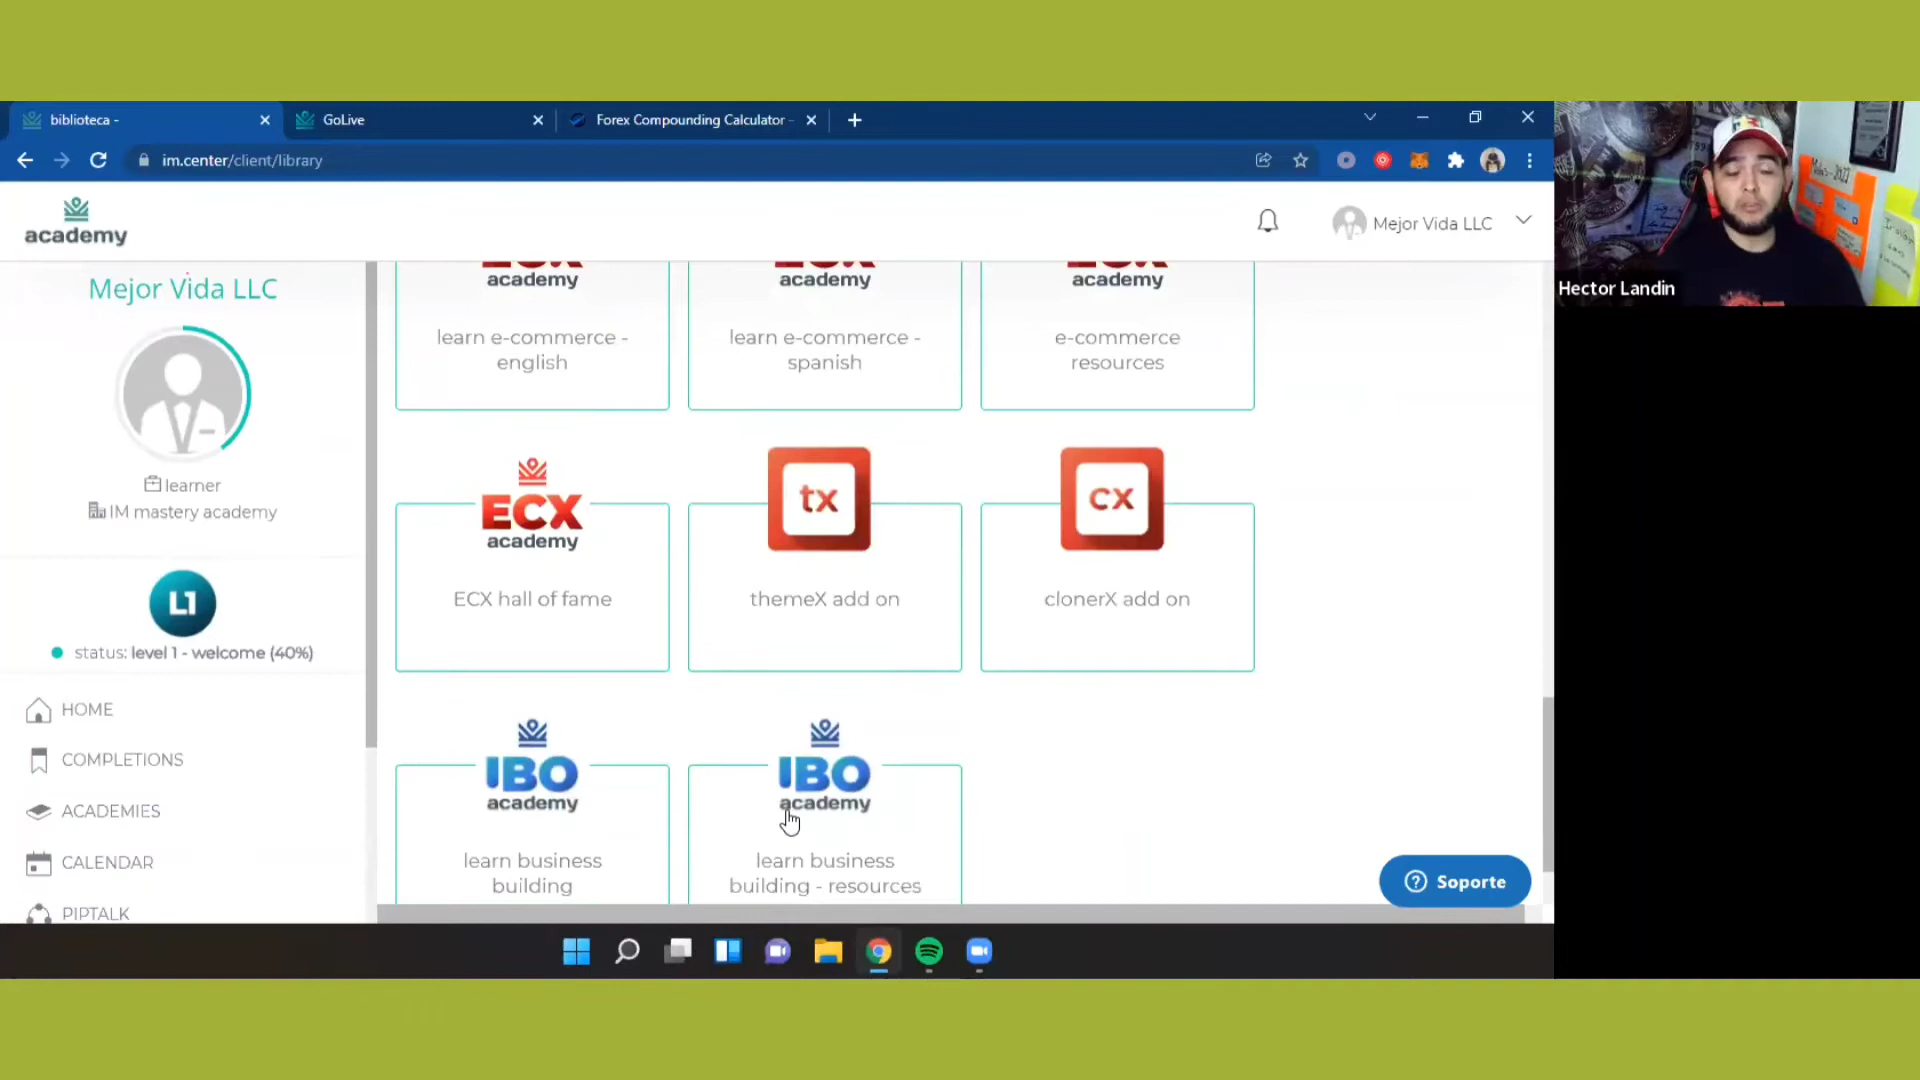 biblioteca -
GoLive
Forex Compounding Calculator -
im.center/client/library
academy
Mejor Vida LLC
Mejor Vida LLC
learner
IM mastery academy
L1
status: level 1 - welcome (40%)
HOME
COMPLETIONS
ACADEMIES
CALENDAR
PIPTALK
academy
learn e-commerce -
english
academy
learn e-commerce -
spanish
academy
e-commerce
resources
ECX
academy
ECX hall of fame
tx
themeX add on
cx
clonerX add on
IBO
academy
learn business
building
IBO
academy
learn business
building - resources
Soporte
Hector Landin